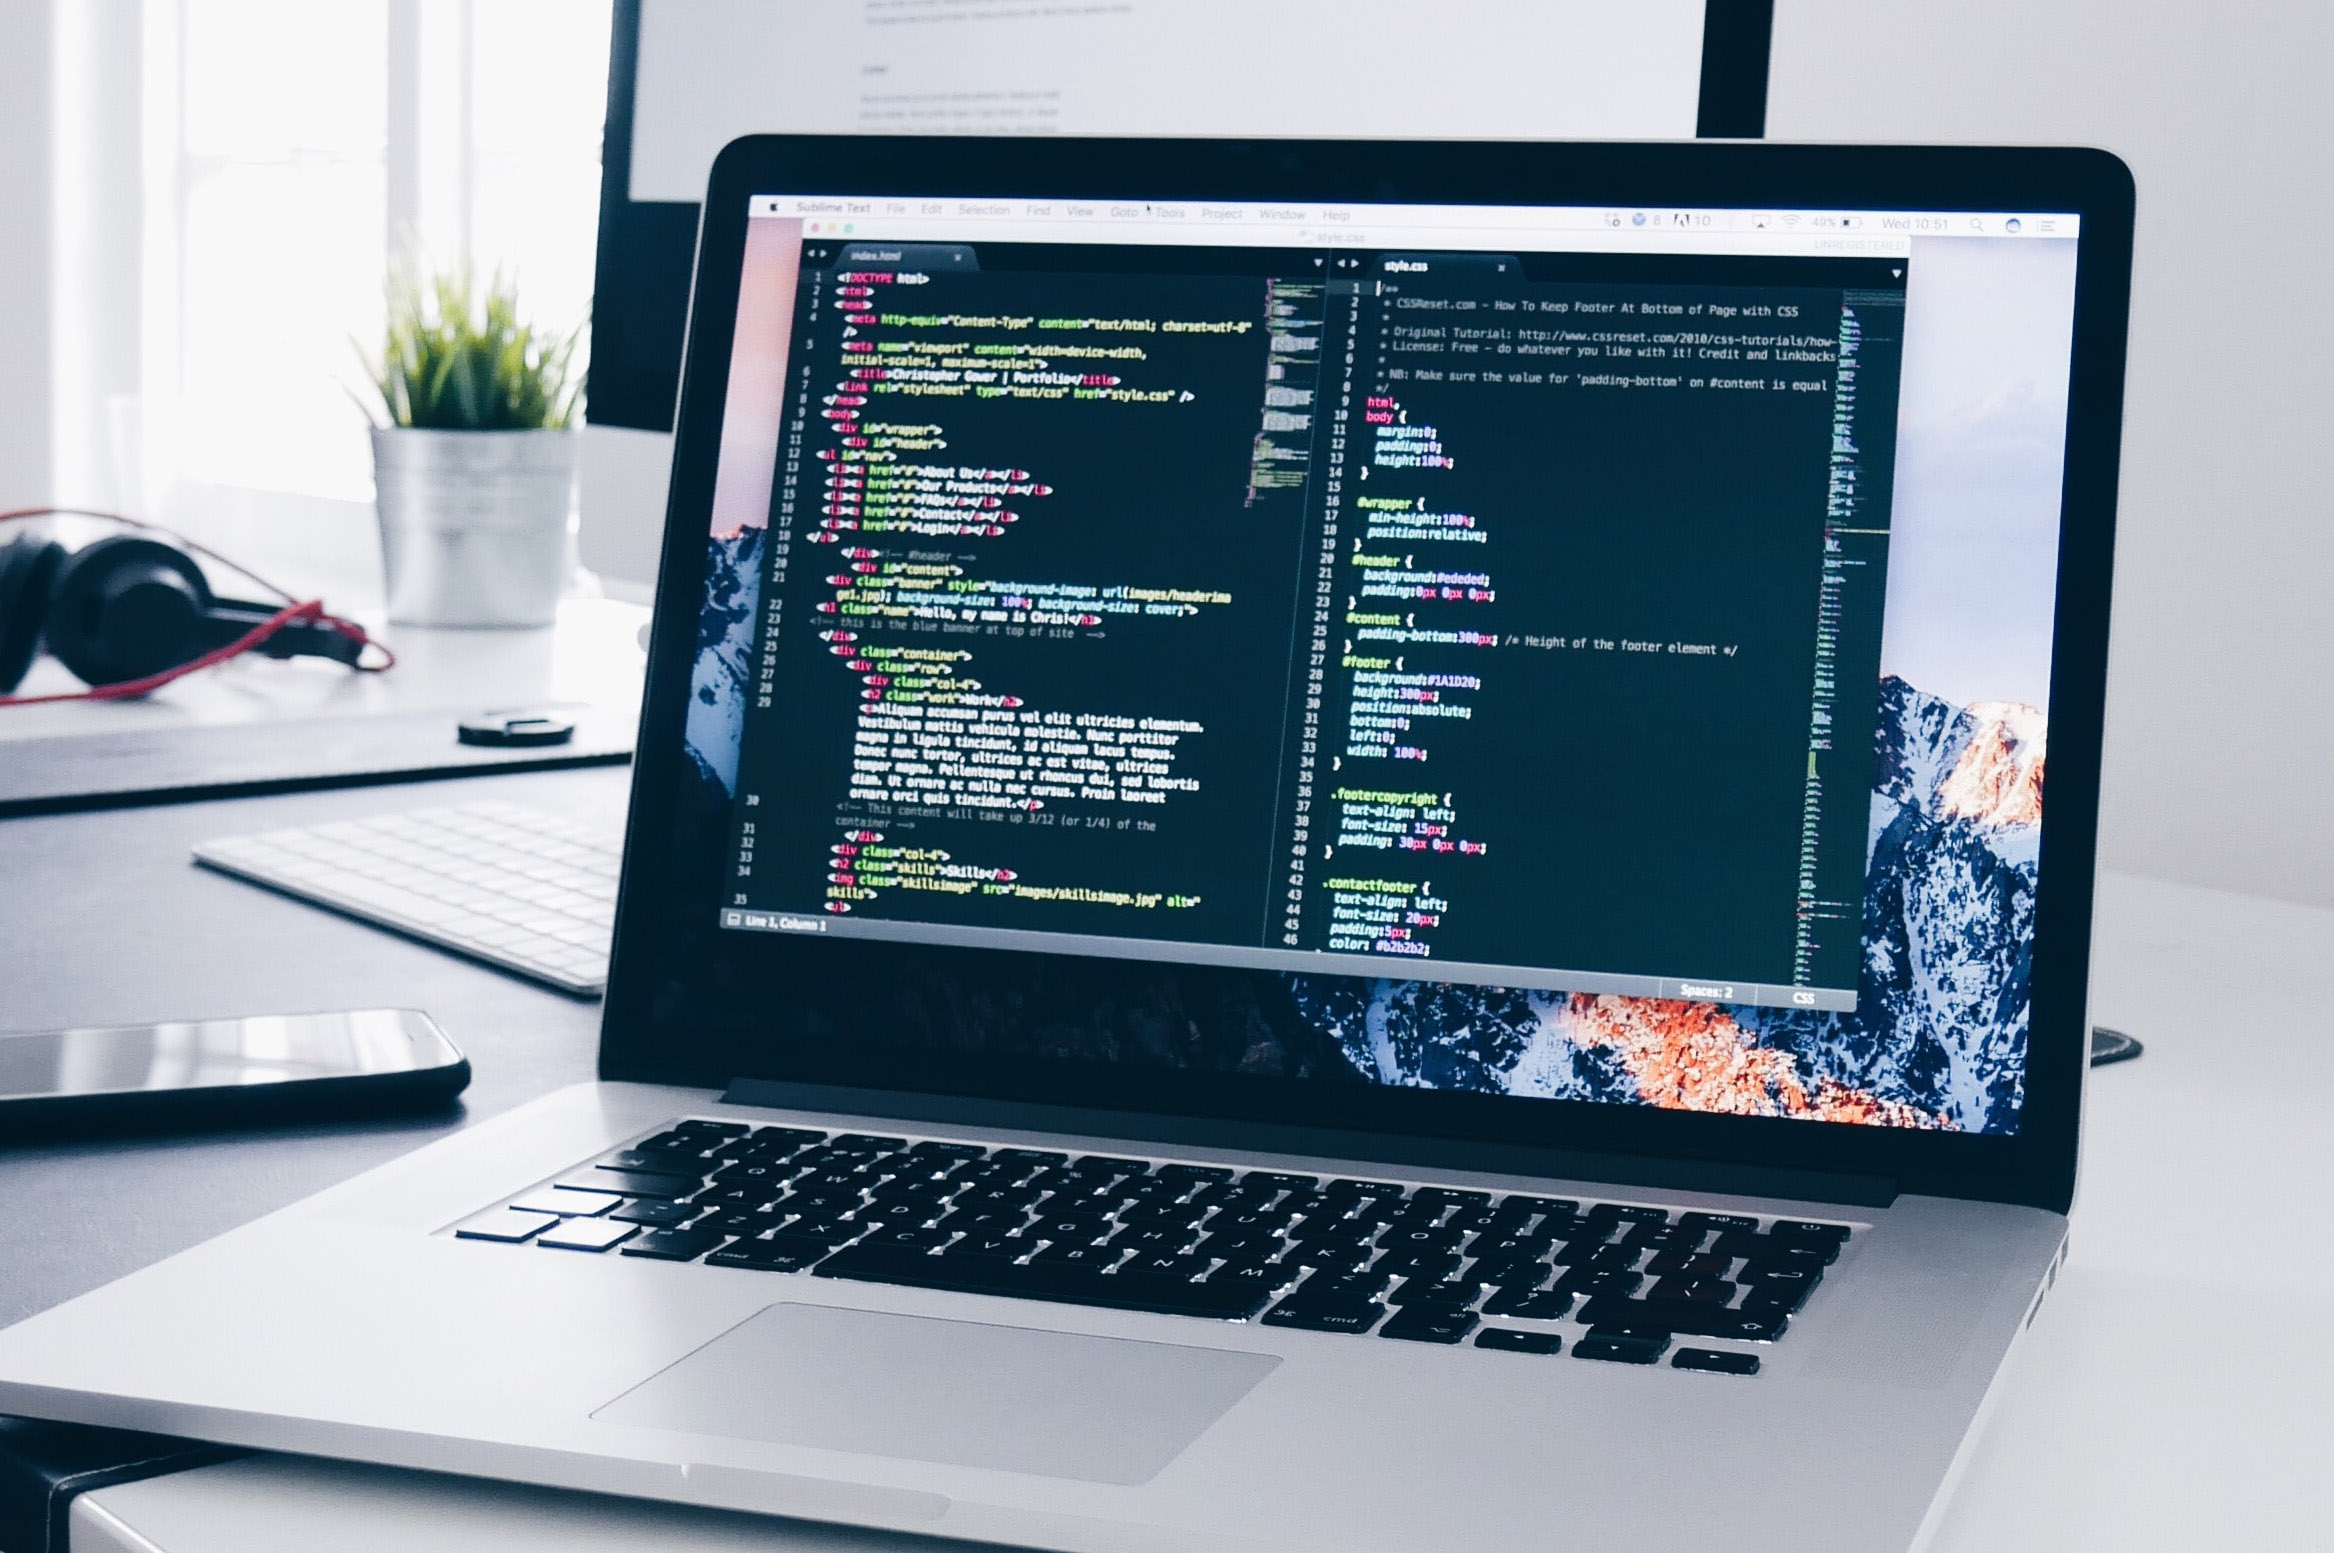 Sublime Text File Edit Selection Find View Goto Tools Project Window Help 8 10 49% Wed 10:51
style.css
UNREGISTERED
index.html
1 <!DOCTYPE html>
2 <html>
3 <head>
4 <meta http-equiv="Content-Type" content="text/html; charset=utf-8"
/>
5 <meta name="viewport" content="width=device-width,
initial-scale=1, maximum-scale=1">
6 <title>Christopher Gover | Portfolio</title>
7 <link rel="stylesheet" type="text/css" href="style.css" />
8 </head>
9 <body>
10 <div id="wrapper">
11 <div id="header">
12 <ul id="nav">
13 <li><a href="#">About Us</a></li>
14 <li><a href="#">Our Products</a></li>
15 <li><a href="#">FAQs</a></li>
16 <li><a href="#">Contact</a></li>
17 <li><a href="#">Login</a></li>
18 </ul>
19 </div><!-- #header -->
20 <div id="content">
21 <div class="banner" style="background-image: url(images/headerima
ge1.jpg); background-size: 100%; background-size: cover;">
22 <h1 class="name">Hello, my name is Chris!</h1>
23 <!-- this is the blue banner at top of site -->
24 </div>
25 <div class="container">
26 <div class="row">
27 <div class="col-4">
28 <h2 class="work">Work</h2>
29 <p>Aliquam accumsan purus vel elit ultricies elementum.
Vestibulum mattis vehicula molestie. Nunc porttitor
magna in ligula tincidunt, id aliquam lacus tempus.
Donec nunc tortor, ultrices ac est vitae, ultrices
tempor magna. Pellentesque ut rhoncus dui, sed lobortis
diam. Ut ornare ac nulla nec cursus. Proin laoreet
ornare orci quis tincidunt.</p>
30 <!-- This content will take up 3/12 (or 1/4) of the
container -->
31 </div>
32 <div class="col-4">
33 <h2 class="skills">Skills</h2>
34 <img class="skillsimage" src="images/skillsimage.jpg" alt="
skills">
35 <ul>
Line 1, Column 1
style.css
1 /**
2 * CSSReset.com - How To Keep Footer At Bottom of Page with CSS
3 *
4 * Original Tutorial: http://www.cssreset.com/2010/css-tutorials/how-
5 * License: Free - do whatever you like with it! Credit and linkbacks
6 *
7 * NB: Make sure the value for 'padding-bottom' on #content is equal
8 */
9 html,
10 body {
11 margin:0;
12 padding:0;
13 height:100%;
14 }
15
16 #wrapper {
17 min-height:100%;
18 position:relative;
19 }
20 #header {
21 background:#ededed;
22 padding:0px 0px 0px;
23 }
24 #content {
25 padding-bottom:300px; /* Height of the footer element */
26 }
27 #footer {
28 background:#1A1D20;
29 height:300px;
30 position:absolute;
31 bottom:0;
32 left:0;
33 width: 100%;
34 }
35
36 .footercopyright {
37 text-align: left;
38 font-size: 15px;
39 padding: 30px 0px 0px;
40 }
41
42 .contactfooter {
43 text-align: left;
44 font-size: 20px;
45 padding:5px;
46 color: #b2b2b2;
Spaces: 2 CSS
Q W E R Y U O P
A S D F G H J K L
Z X C V B N M
cmd ⌘ ⌘ cmd